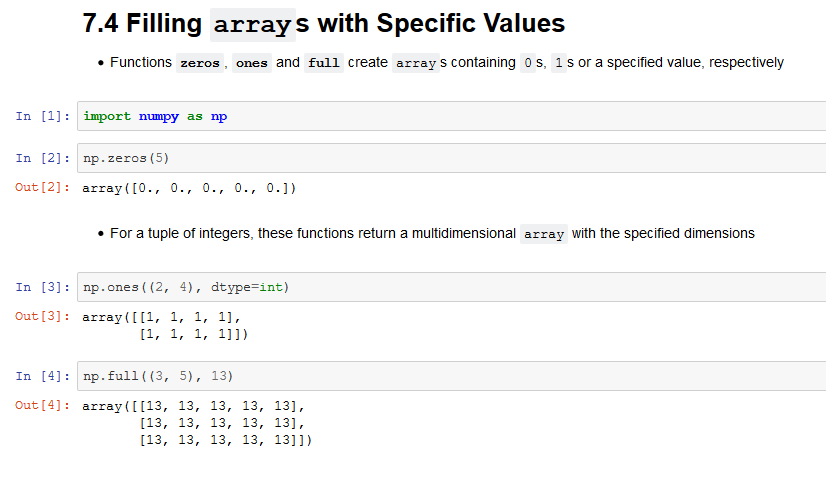 7.4 Filling arrays with Specific Values
• Functions zeros, ones and full create arrays containing 0s, 1s or a specified value, respectively
In [1]: import numpy as np
In [2]: np.zeros(5)
Out[2]: array([0., 0., 0., 0., 0.])
• For a tuple of integers, these functions return a multidimensional array with the specified dimensions
In [3]: np.ones((2, 4), dtype=int)
Out[3]: array([[1, 1, 1, 1],
[1, 1, 1, 1]])
In [4]: np.full((3, 5), 13)
Out[4]: array([[13, 13, 13, 13, 13],
[13, 13, 13, 13, 13],
[13, 13, 13, 13, 13]])